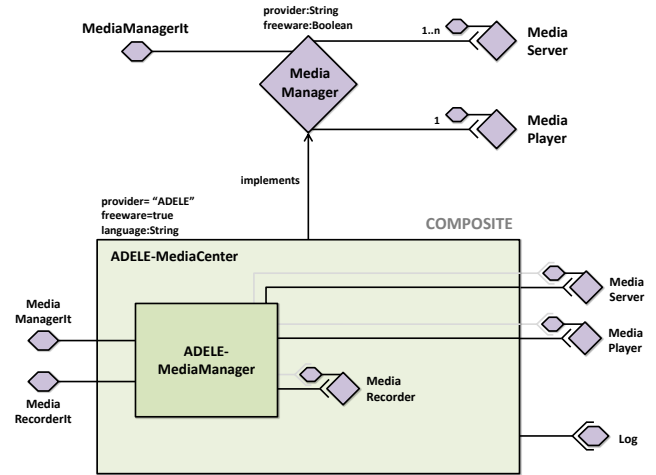 provider:String
freeware:Boolean
MediaManagerIt
1..n
Media
Server
Media
Manager
1
Media
Player
implements
provider= “ADELE”
freeware=true
language:String
COMPOSITE
ADELE-MediaCenter
Media
Server
Media
ManagerIt
Media
Player
ADELE-
MediaManager
Media
Recorder
Media
RecorderIt
Log